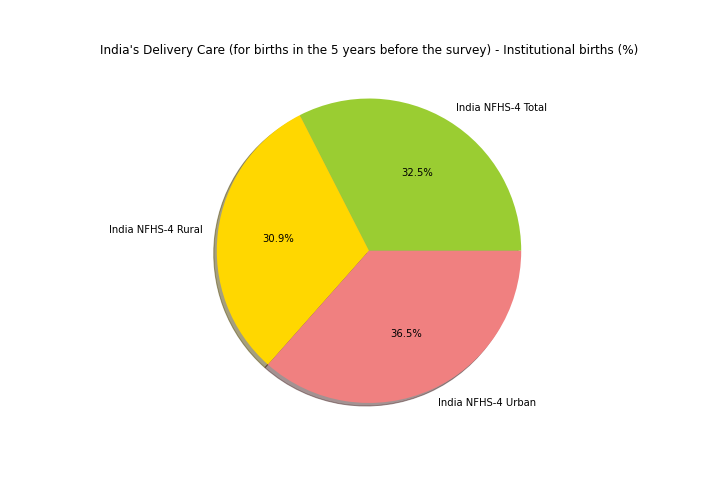 India's Delivery Care (for births in the 5 years before the survey) - Institutional births (%)
India NFHS-4 Total
32.5%
India NFHS-4 Rural
30.9%
36.5%
India NFHS-4 Urban